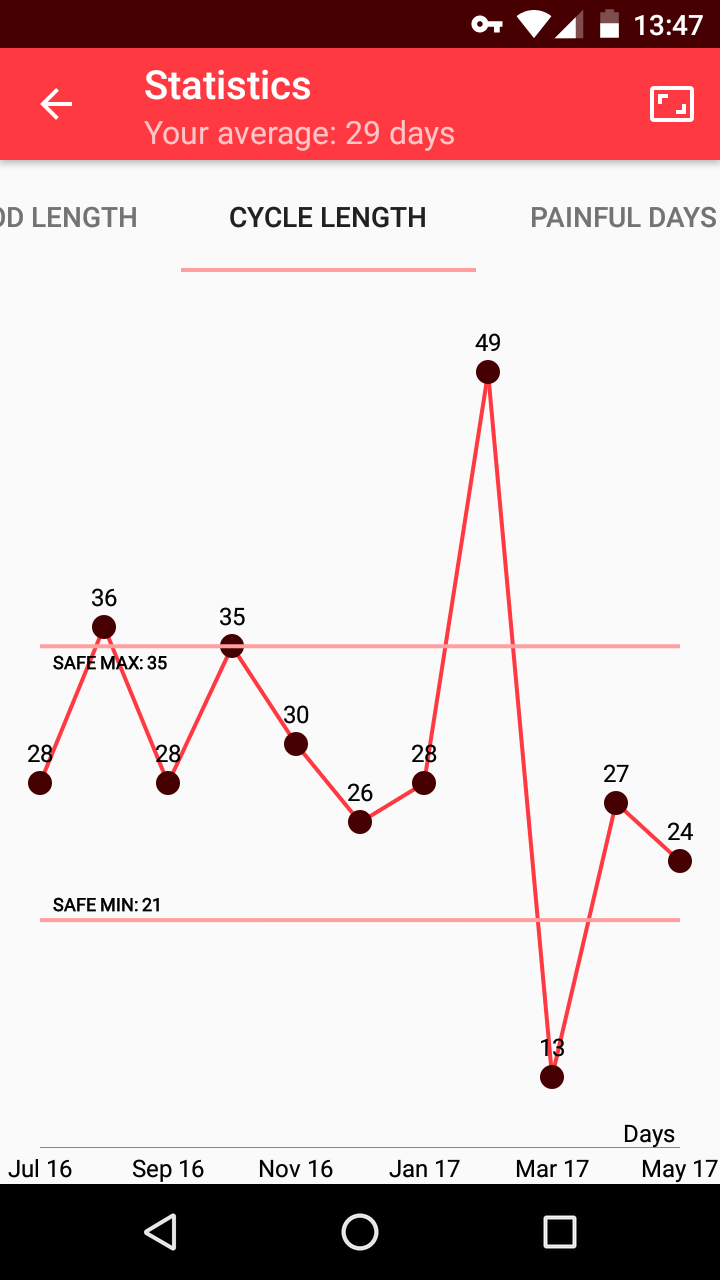 13:47
Statistics
Your average: 29 days
OD LENGTH
CYCLE LENGTH
PAINFUL DAYS
49
36
35
SAFE MAX: 35
30
28
28
28
27
26
24
SAFE MIN: 21
13
Days
Jul 16
Sep 16
Nov 16
Jan 17
Mar 17
May 17